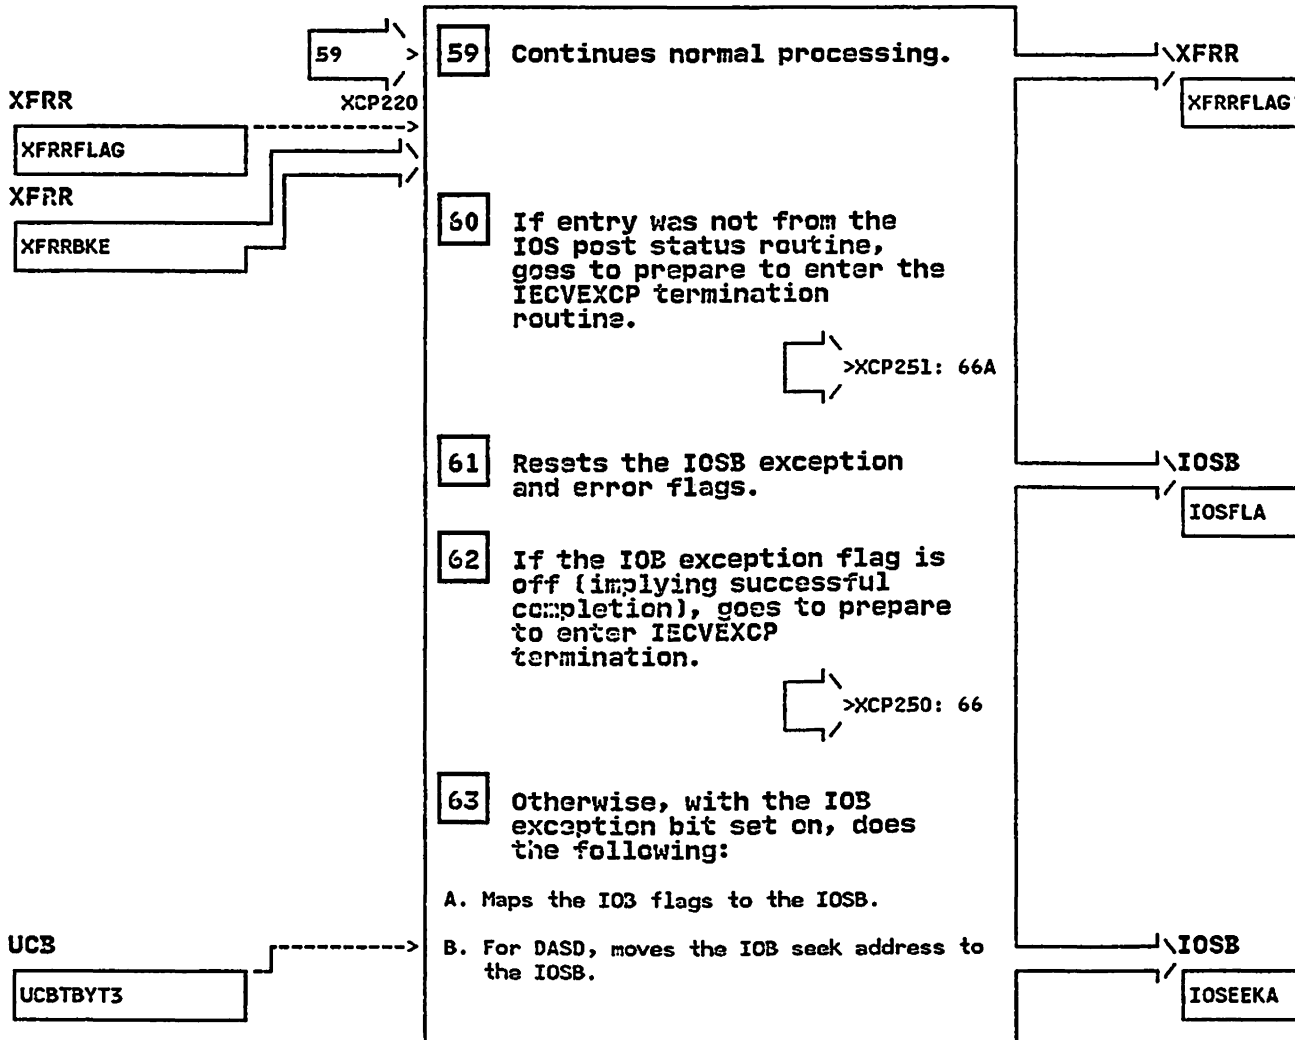 59
59 Continues normal processing.
XFRR
XFRRFLAG
XFRR
XCP220
XFRRFLAG
XFRR
XFRRBKE
60 If entry was not from the
IOS post status routine,
goes to prepare to enter the
IECVEXCP termination
routine.
>XCP251: 66A
61 Resets the IOSB exception
and error flags.
IOSB
IOSFLA
62 If the IOB exception flag is
off (implying successful
completion), goes to prepare
to enter IECVEXCP
termination.
>XCP250: 66
63 Otherwise, with the IOB
exception bit set on, does
the following:
A. Maps the IOB flags to the IOSB.
UCB
UCBTBYT3
B. For DASD, moves the IOB seek address to
the IOSB.
IOSB
IOSEEKA